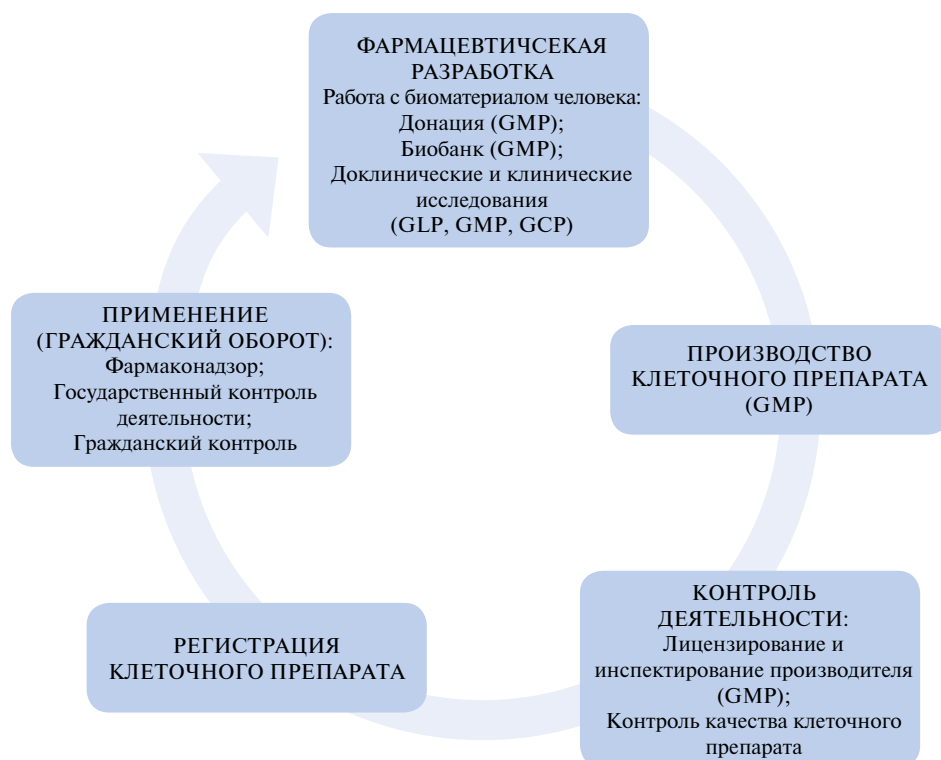 ФАРМАЦЕВТИЧСЕКАЯ
РАЗРАБОТКА
Работа с биоматериалом человека:
Донация (GMP);
Биобанк (GMP);
Доклинические и клинические
исследования
(GLP, GMP, GCP)
ПРОИЗВОДСТВО
КЛЕТОЧНОГО ПРЕПАРАТА
(GMP)
КОНТРОЛЬ
ДЕЯТЕЛЬНОСТИ:
Лицензирование и
инспектирование производителя
(GMP);
Контроль качества клеточного
препарата
РЕГИСТРАЦИЯ
КЛЕТОЧНОГО ПРЕПАРАТА
ПРИМЕНЕНИЕ
(ГРАЖДАНСКИЙ ОБОРОТ):
Фармаконадзор;
Государственный контроль
деятельности;
Гражданский контроль